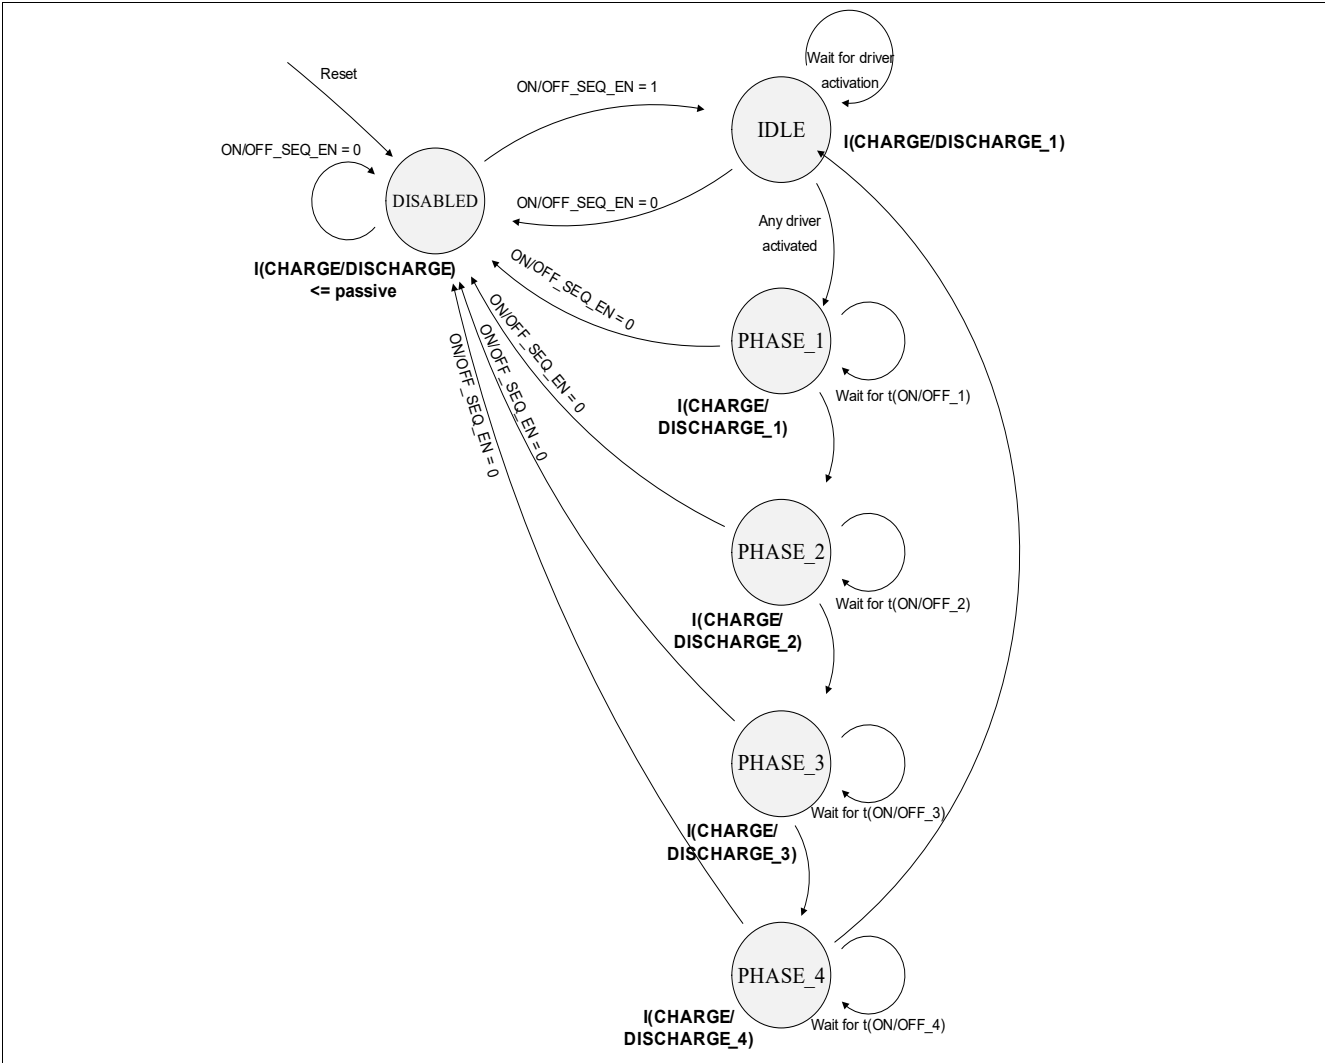 Wait for driver
activation
Reset
ON/OFF_SEQ_EN = 1
IDLE
I(CHARGE/DISCHARGE_1)
ON/OFF_SEQ_EN = 0
DISABLED
ON/OFF_SEQ_EN = 0
Any driver
activated
I(CHARGE/DISCHARGE)
<= passive
ON/OFF_SEQ_EN = 0
ON/OFF_SEQ_EN = 0
ON/OFF_SEQ_EN = 0
ON/OFF_SEQ_EN = 0
PHASE_1
Wait for t(ON/OFF_1)
I(CHARGE/
DISCHARGE_1)
PHASE_2
Wait for t(ON/OFF_2)
I(CHARGE/
DISCHARGE_2)
PHASE_3
Wait for t(ON/OFF_3)
I(CHARGE/
DISCHARGE_3)
PHASE_4
Wait for t(ON/OFF_4)
I(CHARGE/
DISCHARGE_4)